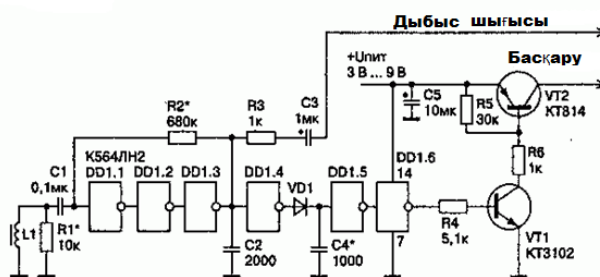 Дыбыс шығысы
+Uпит
3 В ... 9 В
Басқару
R2*
680к
R3
1к
C3
1мк
+
C5
10мк
R5
30к
VT2
КТ814
C1
0,1мк
К564ЛН2
DD1.1
DD1.2
DD1.3
DD1.4
VD1
DD1.5
DD1.6
14
R6
1к
L1
R1*
10к
C2
2000
C4*
1000
7
R4
5,1к
VT1
КТ3102